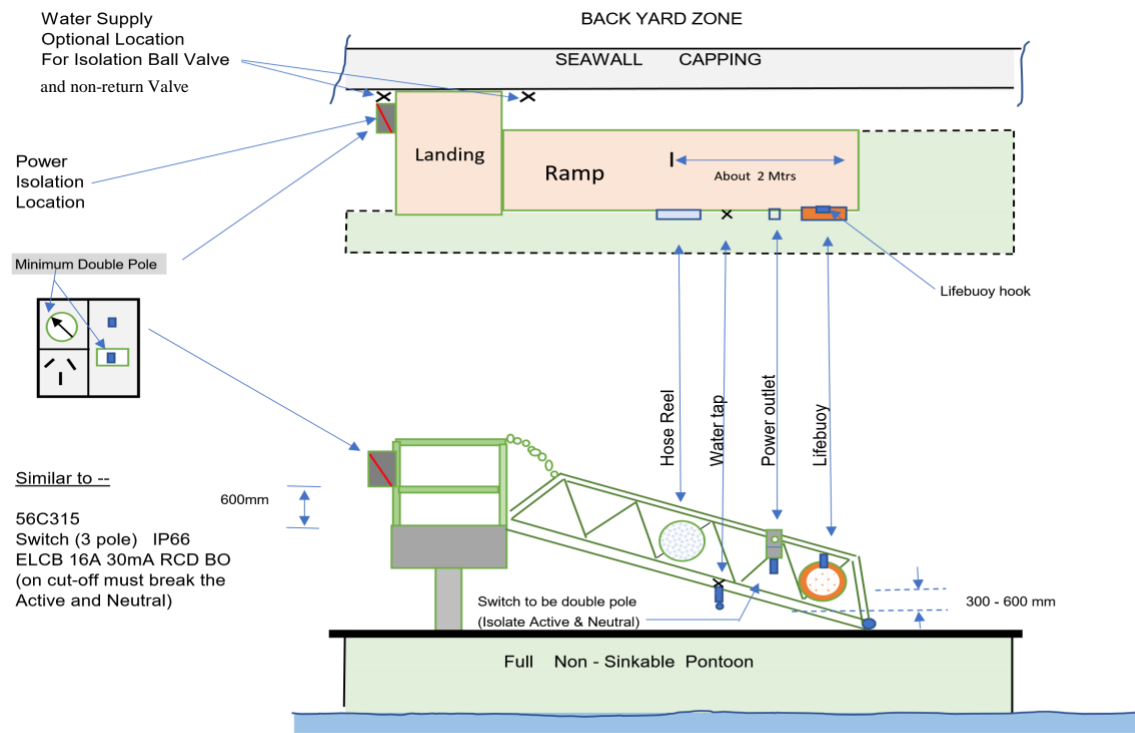 Water Supply
Optional Location
For Isolation Ball Valve
and non-return Valve
BACK YARD ZONE
SEAWALL CAPPING
Landing
Ramp
About 2 Mtrs
Power
Isolation
Location
Minimum Double Pole
Lifebuoy hook
Hose Reel
Water tap
Power outlet
Lifebuoy
Similar to --
56C315
Switch (3 pole) IP66
ELCB 16A 30mA RCD BO
(on cut-off must break the
Active and Neutral)
600mm
Switch to be double pole
(Isolate Active & Neutral)
300 - 600 mm
Full Non - Sinkable Pontoon